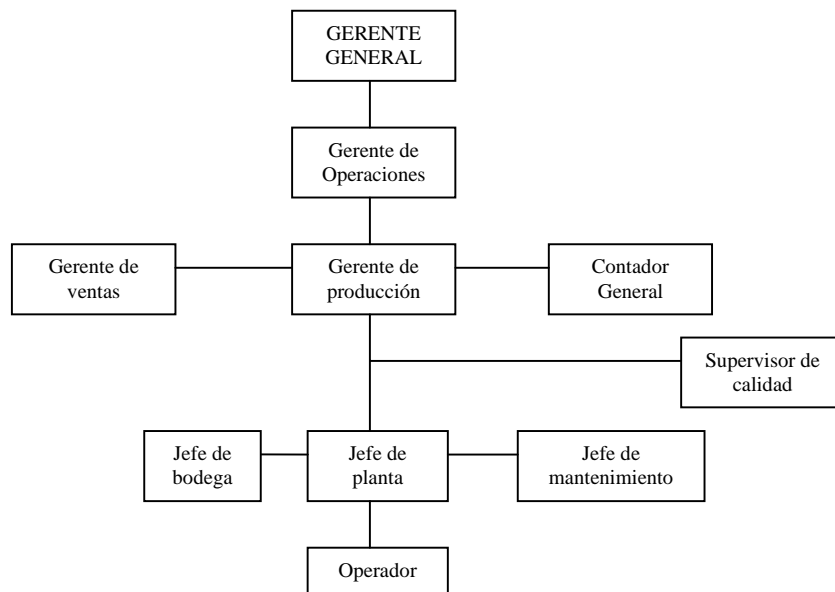 GERENTE
GENERAL
Gerente de
Operaciones
Gerente de
ventas
Gerente de
producción
Contador
General
Supervisor de
calidad
Jefe de
bodega
Jefe de
planta
Jefe de
mantenimiento
Operador